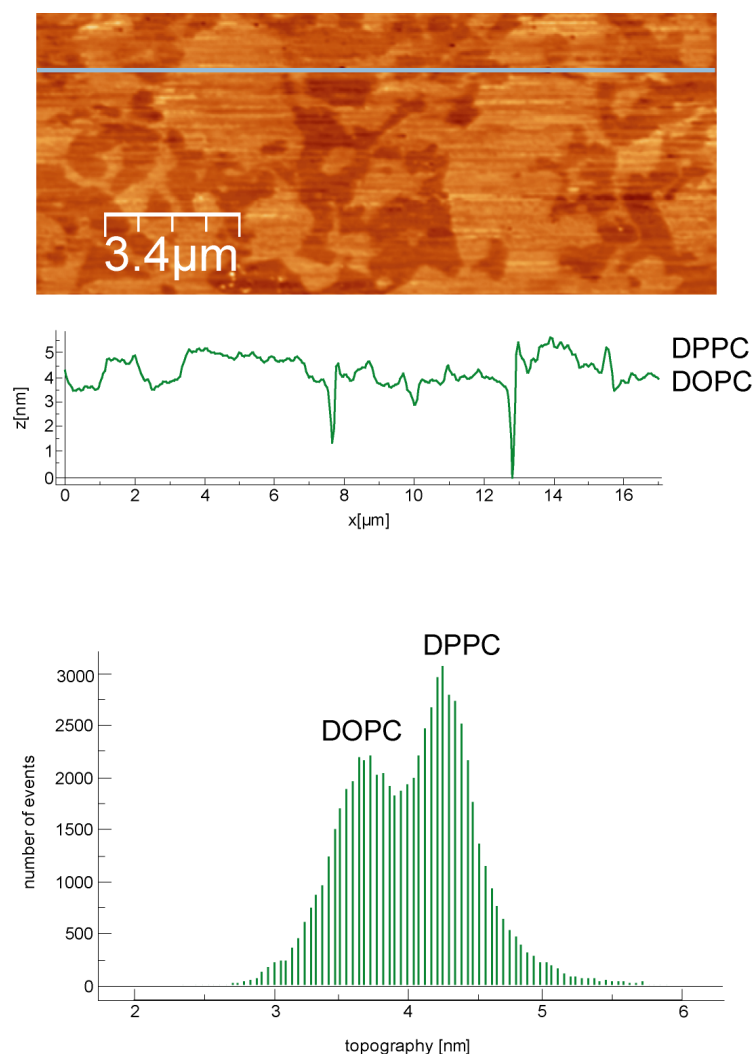 3.4µm
5
4
3
2
1
0
z[nm]
DPPC
DOPC
0 2 4 6 8 10 12 14 16
x[µm]
DPPC
DOPC
3000
2500
2000
1500
1000
500
0
number of events
2 3 4 5 6
topography [nm]